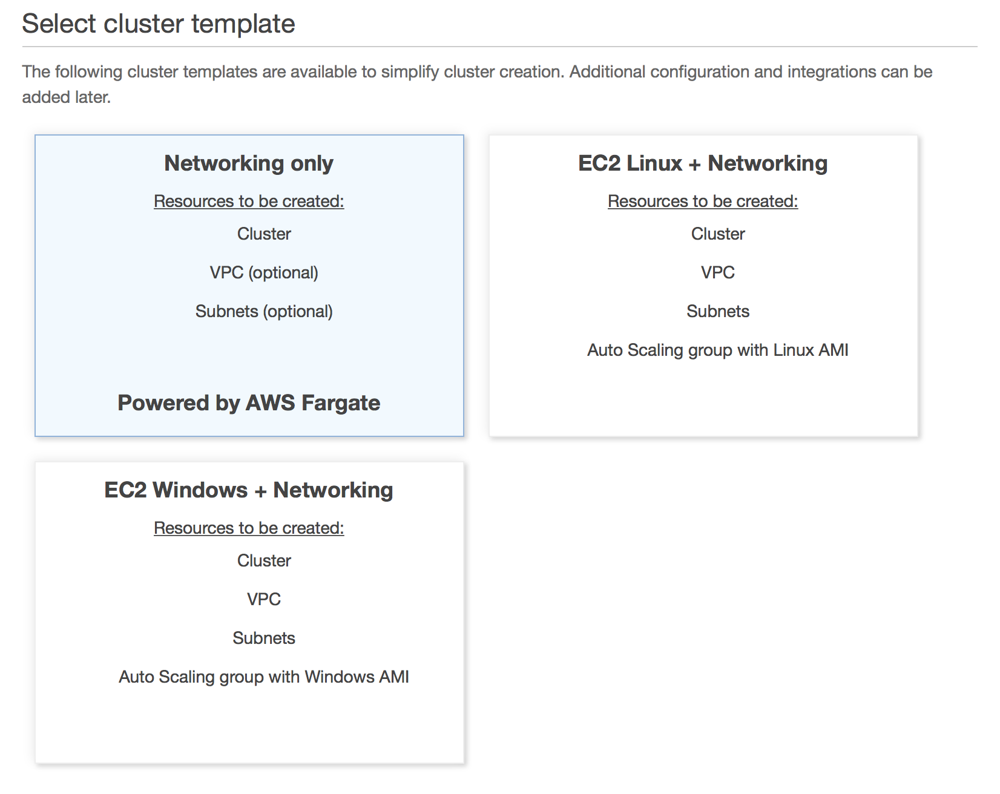 Select cluster template
The following cluster templates are available to simplify cluster creation. Additional configuration and integrations can be
added later.
Networking only
Resources to be created:
Cluster
VPC (optional)
Subnets (optional)
Powered by AWS Fargate
EC2 Linux + Networking
Resources to be created:
Cluster
VPC
Subnets
Auto Scaling group with Linux AMI
EC2 Windows + Networking
Resources to be created:
Cluster
VPC
Subnets
Auto Scaling group with Windows AMI